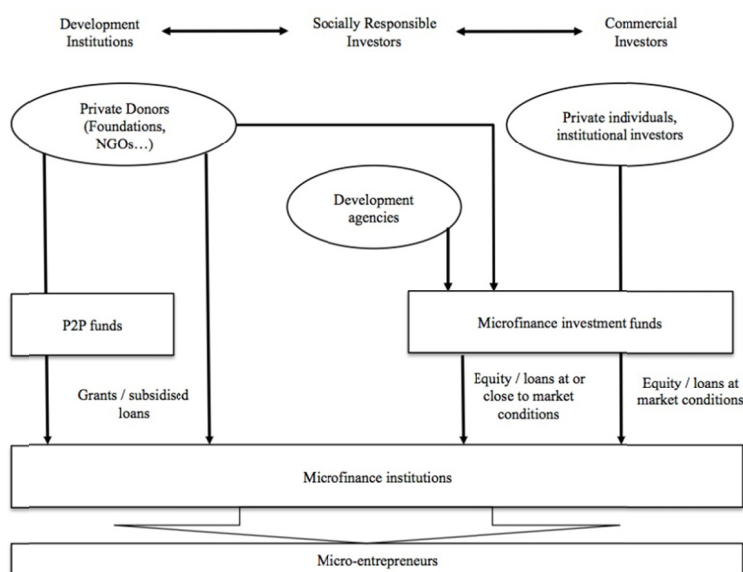 Development
Institutions
Socially Responsible
Investors
Commercial
Investors
Private Donors
(Foundations,
NGOs…)
Private individuals,
institutional investors
Development
agencies
P2P funds
Microfinance investment funds
Grants / subsidised
loans
Equity / loans at or
close to market
conditions
Equity / loans at
market conditions
Microfinance institutions
Micro-entrepreneurs